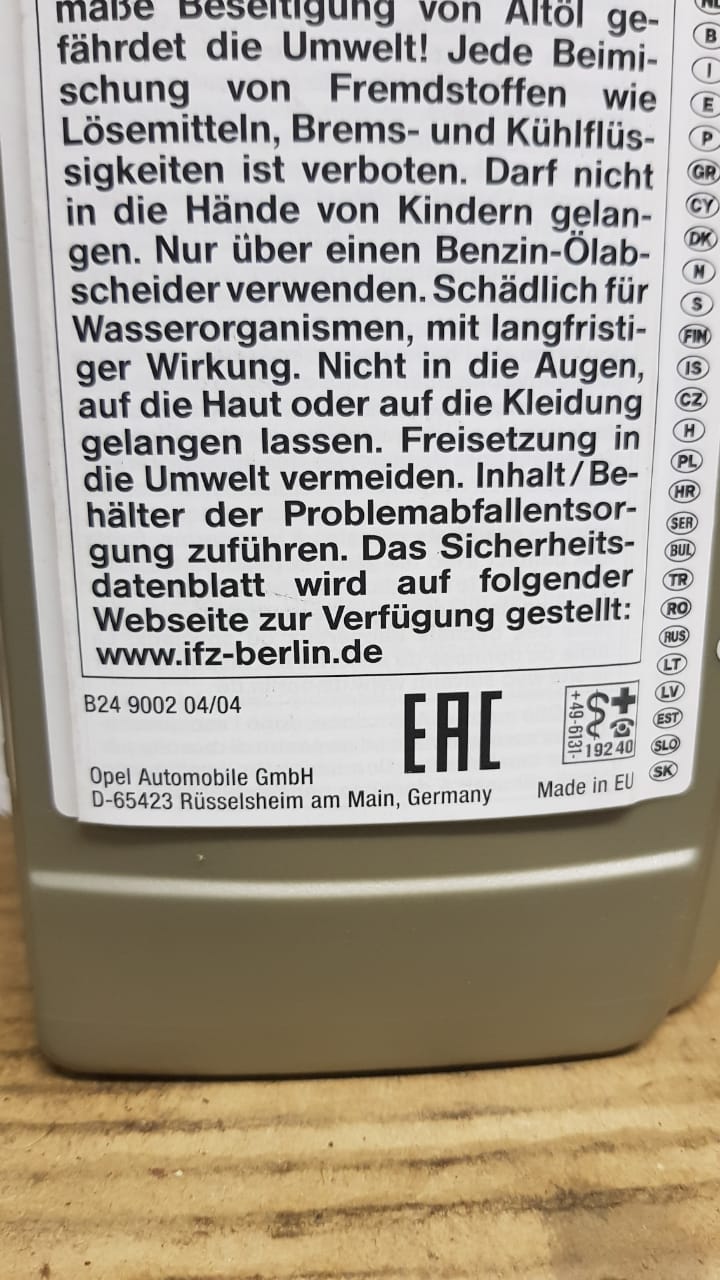 maße Beseitigung von Altöl ge-
fährdet die Umwelt! Jede Beimi-
schung von Fremdstoffen wie
Lösemitteln, Brems- und Kühlflüs-
sigkeiten ist verboten. Darf nicht
in die Hände von Kindern gelan-
gen. Nur über einen Benzin-Ölab-
scheider verwenden. Schädlich für
Wasserorganismen, mit langfristi-
ger Wirkung. Nicht in die Augen,
auf die Haut oder auf die Kleidung
gelangen lassen. Freisetzung in
die Umwelt vermeiden. Inhalt/Be-
hälter der Problemabfallentsor-
gung zuführen. Das Sicherheits-
datenblatt wird auf folgender
Webseite zur Verfügung gestellt:
www.ifz-berlin.de
B24 9002 04/04
EAC
+49-6131-
19240
Opel Automobile GmbH
D-65423 Rüsselsheim am Main, Germany
Made in EU
B
I
E
P
GR
CY
DK
N
S
FIN
IS
CZ
H
PL
HR
SER
BUL
TR
RO
RUS
LT
LV
EST
SLO
SK